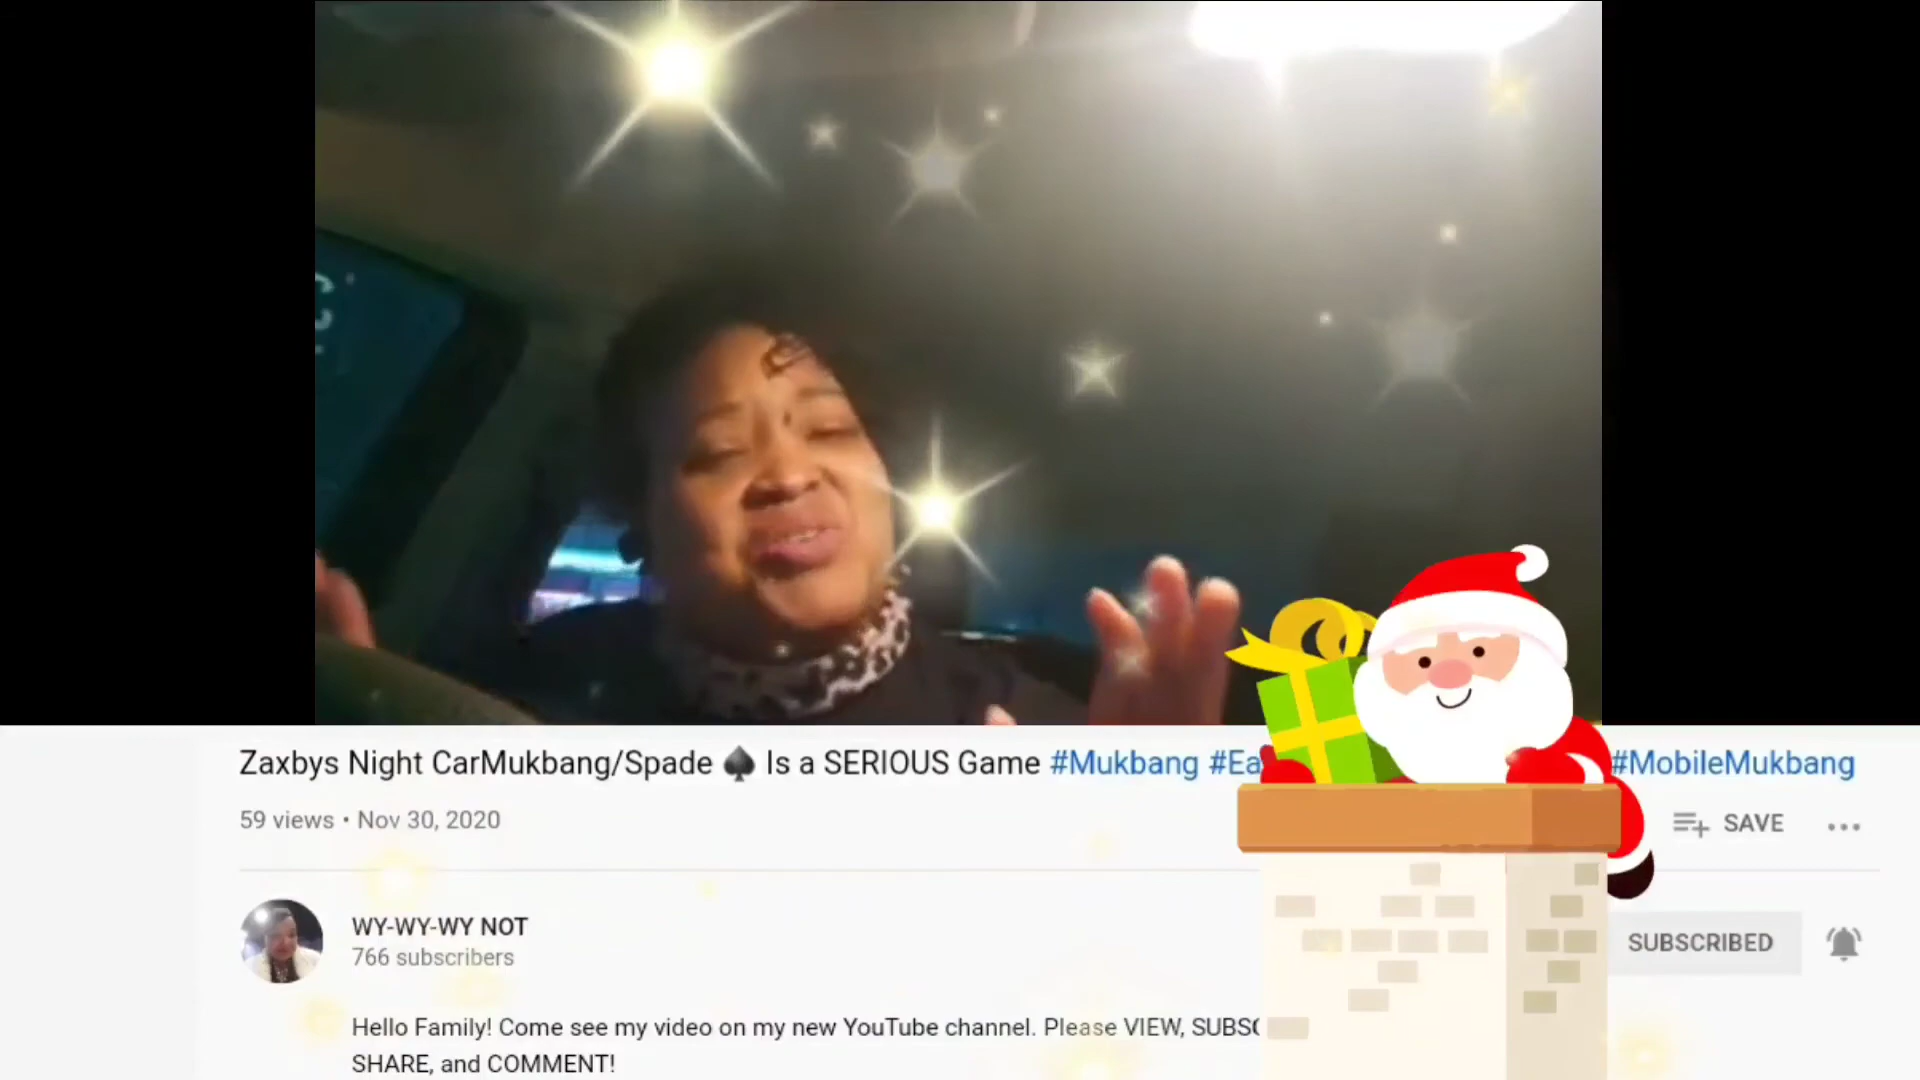 Zaxbys Night CarMukbang/Spade ♠ Is a SERIOUS Game #Mukbang #Ea #MobileMukbang
59 views • Nov 30, 2020
SAVE
WY-WY-WY NOT
766 subscribers
SUBSCRIBED
Hello Family! Come see my video on my new YouTube channel. Please VIEW, SUBSC
SHARE, and COMMENT!